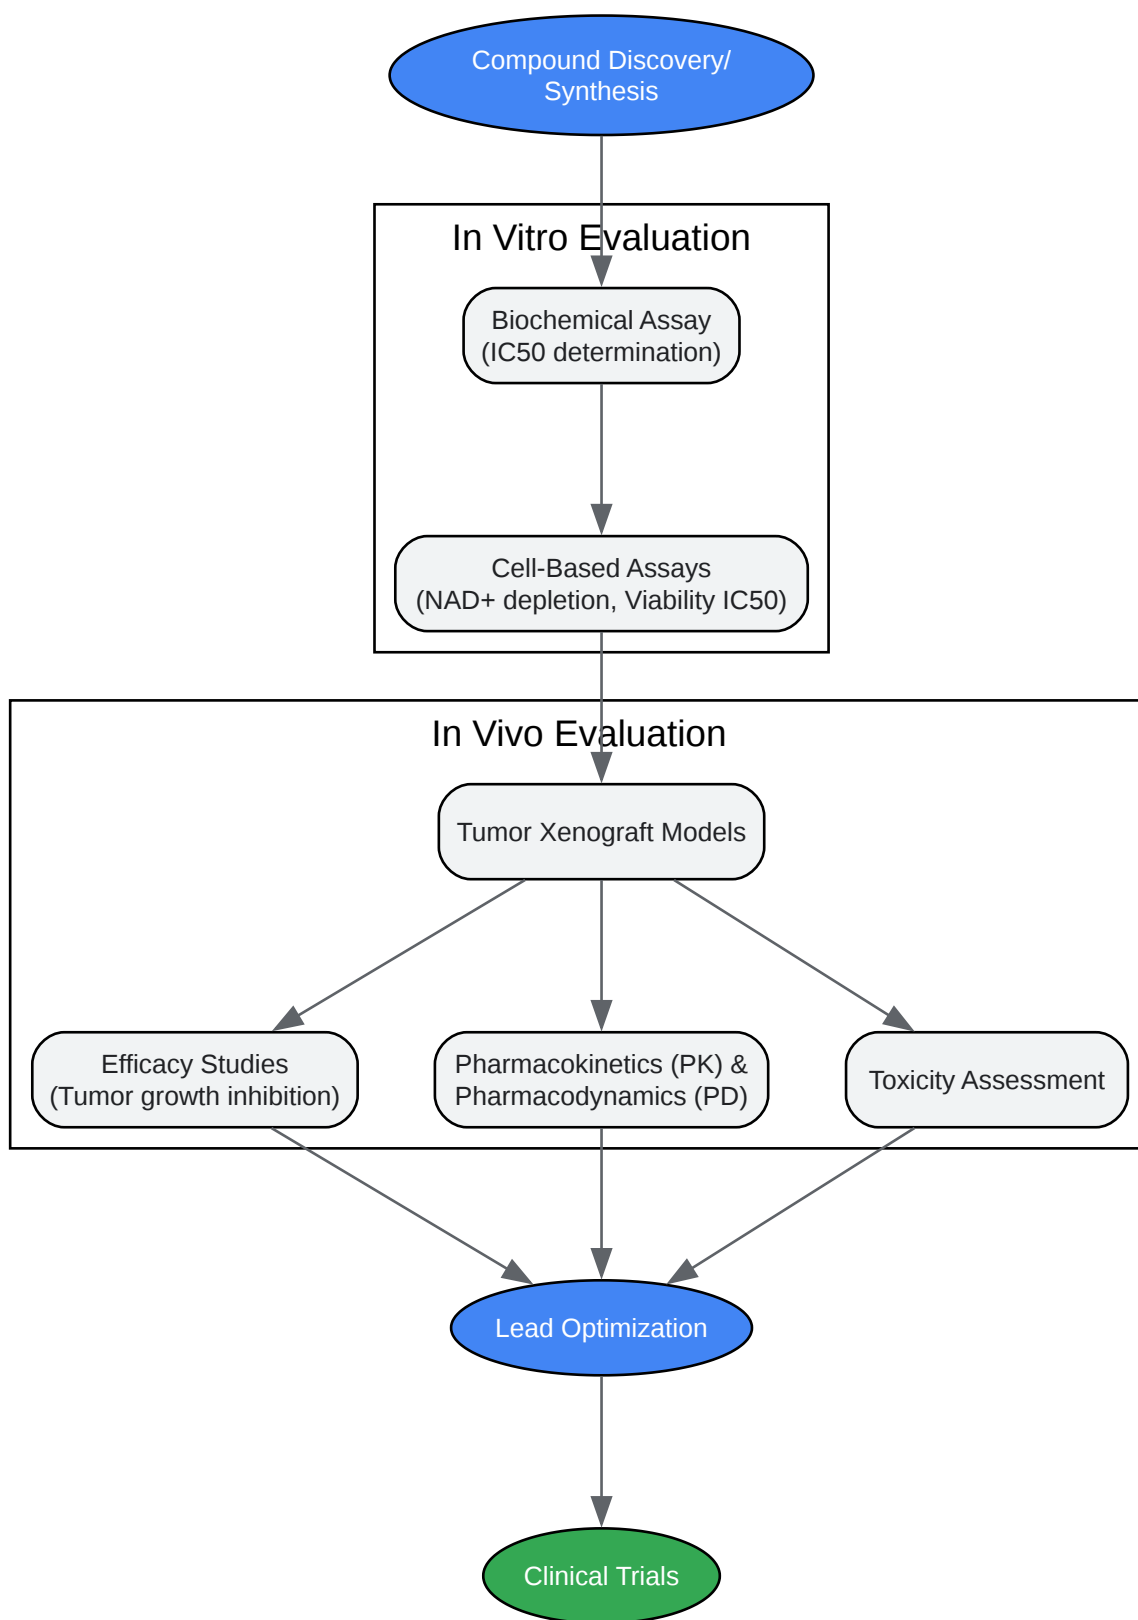 Compound Discovery/
Synthesis
In Vitro Evaluation
Biochemical Assay
(IC50 determination)
Cell-Based Assays
(NAD+ depletion, Viability IC50)
In Vivo Evaluation
Tumor Xenograft Models
Efficacy Studies
(Tumor growth inhibition)
Pharmacokinetics (PK) &
Pharmacodynamics (PD)
Toxicity Assessment
Lead Optimization
Clinical Trials